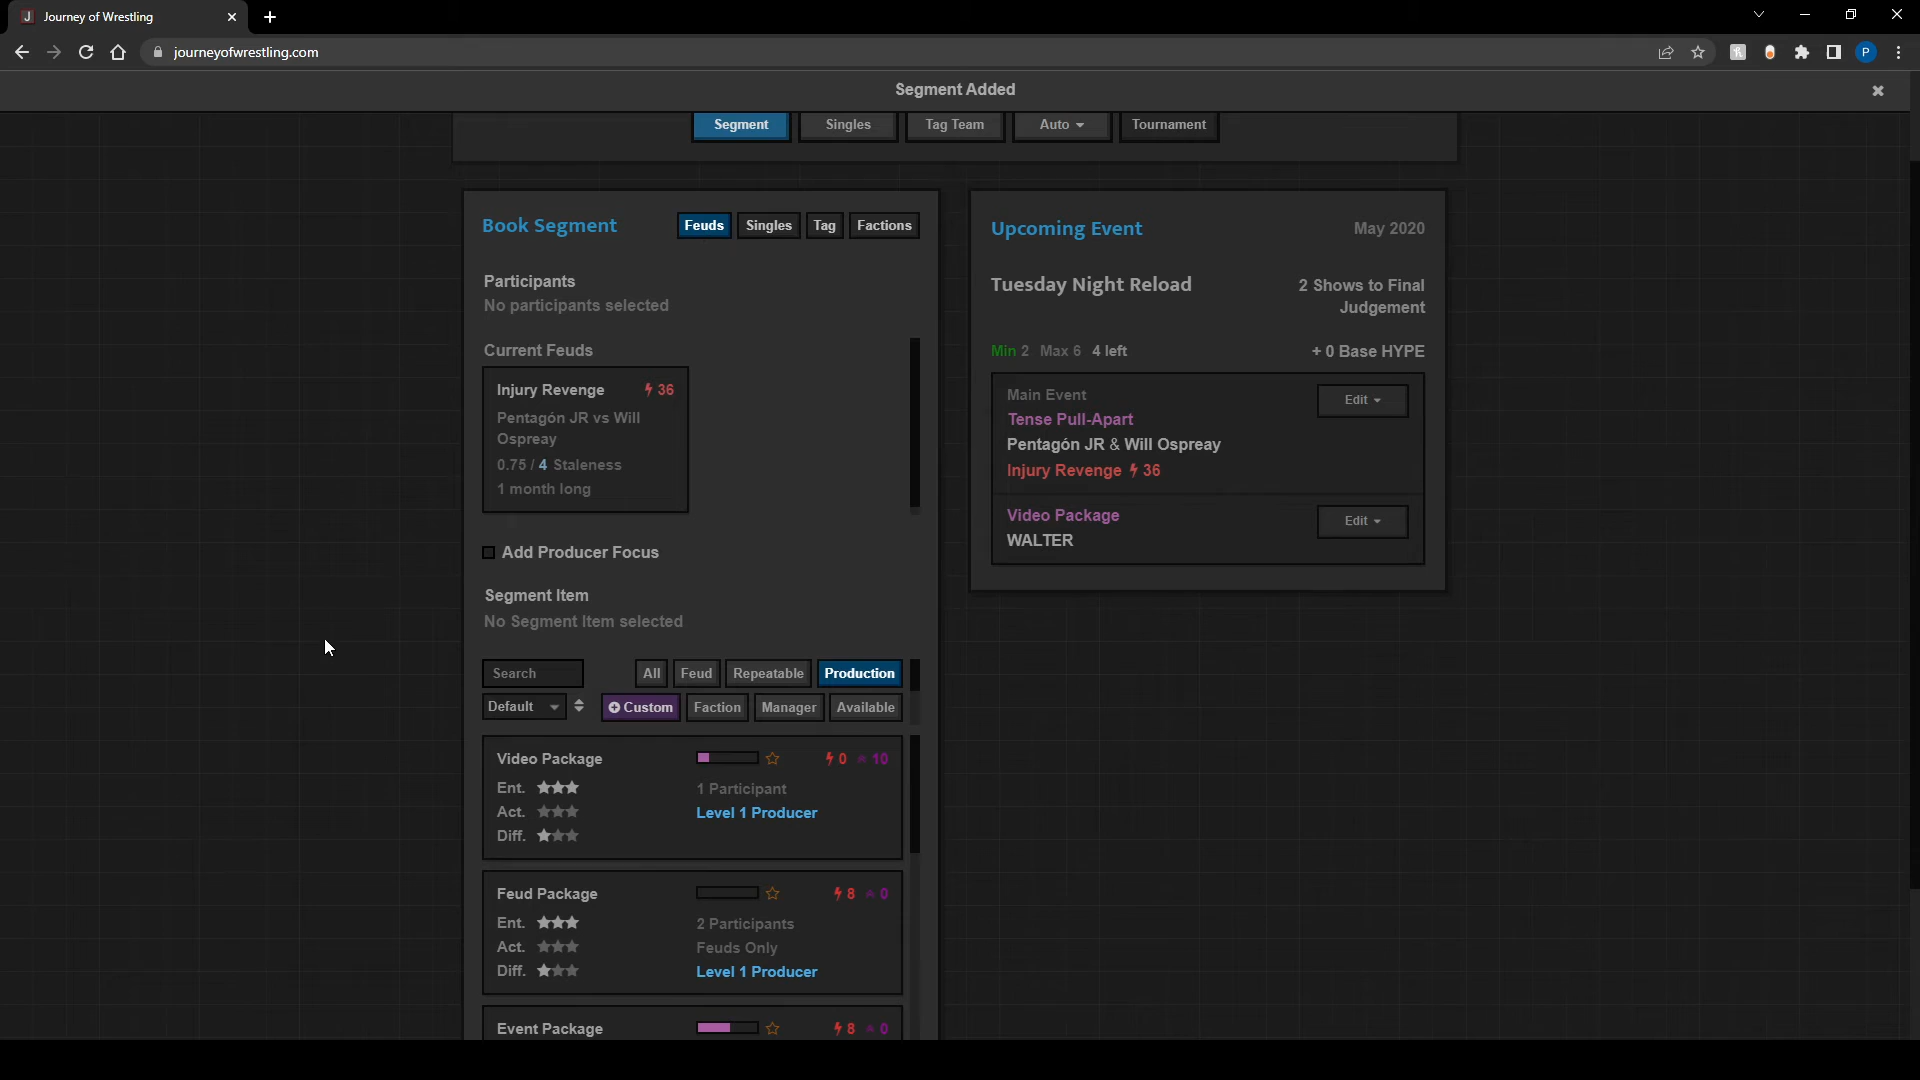 Journey of Wrestling
journeyofwrestling.com
P
Segment Added
Segment Singles Tag Team Auto Tournament
Book Segment Feuds Singles Tag Factions
Participants
No participants selected
Current Feuds
Injury Revenge 36
Pentagón JR vs Will
Ospreay
0.75 / 4 Staleness
1 month long
Add Producer Focus
Segment Item
No Segment Item selected
Search All Feud Repeatable Production
Default Custom Faction Manager Available
Video Package 0 10
Ent. 1 Participant
Act. Level 1 Producer
Diff.
Feud Package 8 0
Ent. 2 Participants
Act. Feuds Only
Diff. Level 1 Producer
Event Package 8 0
Upcoming Event May 2020
Tuesday Night Reload 2 Shows to Final
Judgement
Min 2 Max 6 4 left + 0 Base HYPE
Main Event Edit
Tense Pull-Apart
Pentagón JR & Will Ospreay
Injury Revenge 36
Video Package Edit
WALTER